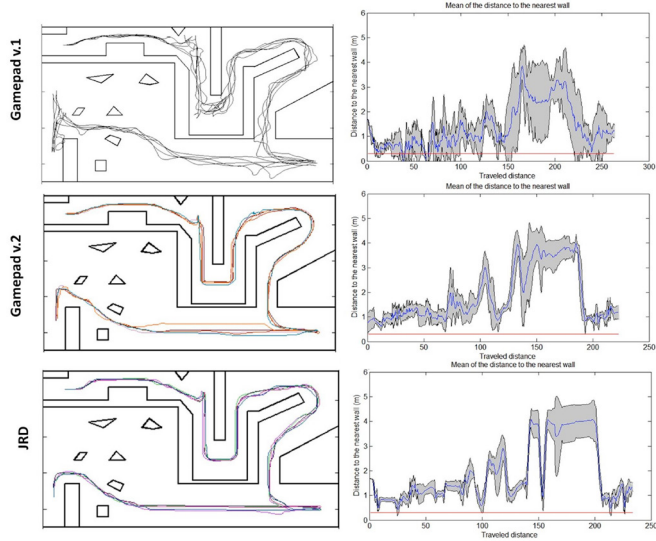 Gamepad v.1
Mean of the distance to the nearest wall
Distance to the nearest wall (m)
6
5
4
3
2
1
0
0 50 100 150 200 250 300
Traveled distance
Gamepad v.2
Mean of the distance to the nearest wall
Distance to the nearest wall (m)
6
5
4
3
2
1
0
0 50 100 150 200 250
Traveled distance
JRD
Mean of the distance to the nearest wall
Distance to the nearest wall (m)
6
5
4
3
2
1
0
0 50 100 150 200 250
Traveled distance